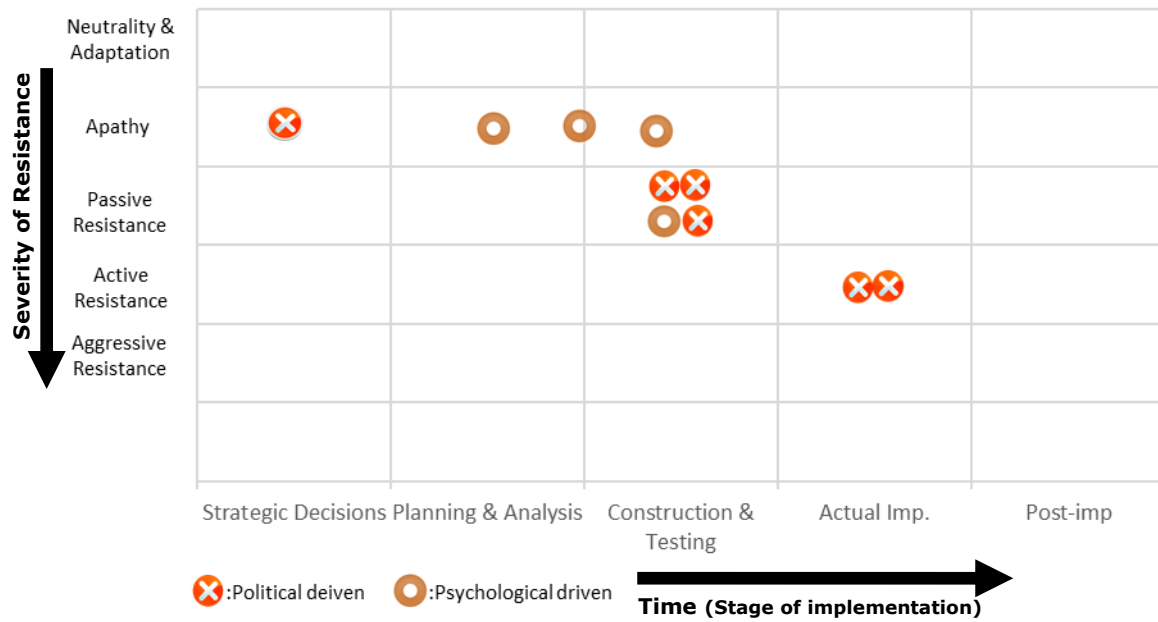 Neutrality &
Adaptation
Severity of Resistance
Apathy
Passive
Resistance
Active
Resistance
Aggressive
Resistance
Strategic Decisions Planning & Analysis Construction & Actual Imp. Post-imp
Testing
:Political deiven :Psychological driven
Time (Stage of implementation)